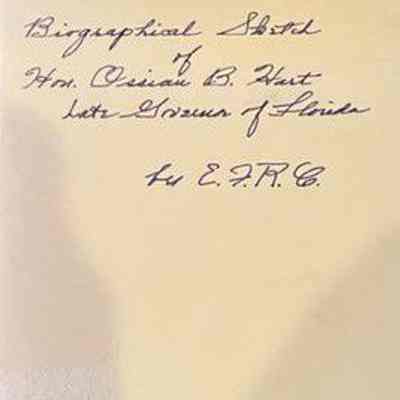 Biographical Sketch
of
Hon. Ossian B. Hart
Late Governor of Florida
by E.F.R.C.